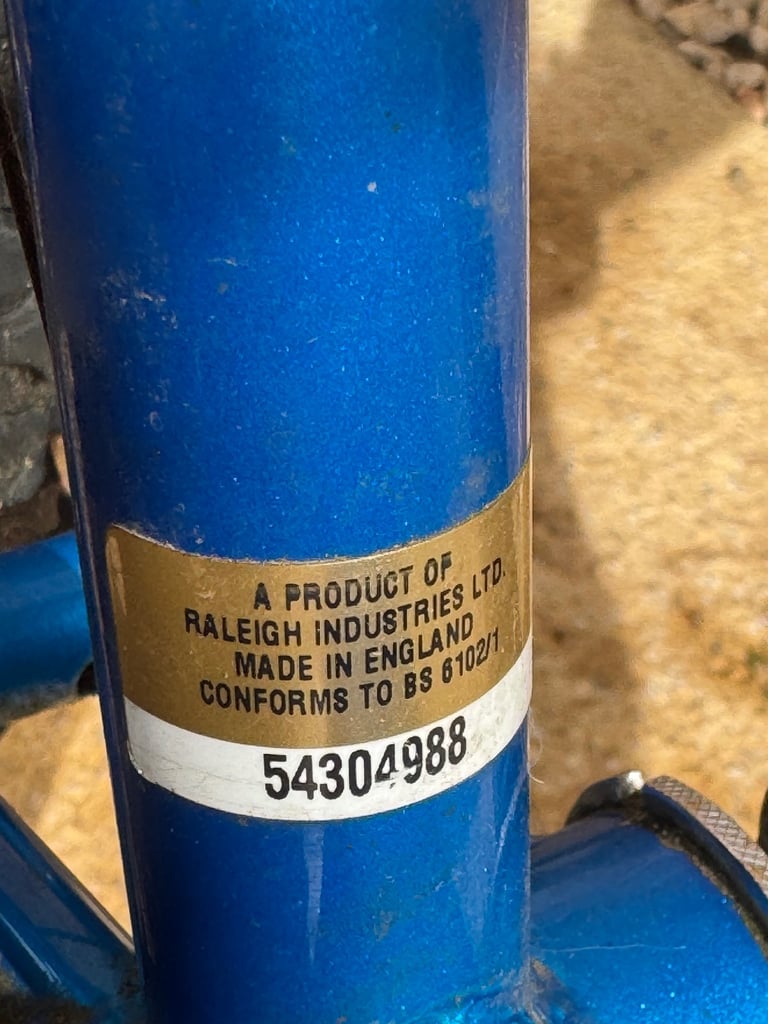 A PRODUCT OF
RALEIGH INDUSTRIES LTD.
MADE IN ENGLAND
CONFORMS TO BS 6102/1
54304988